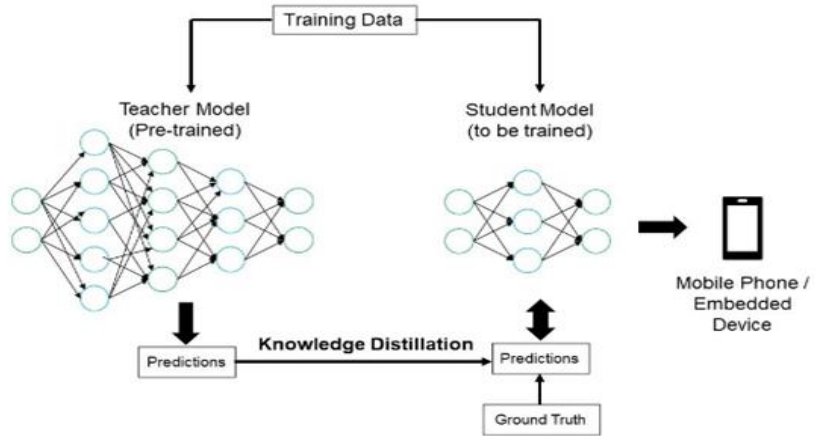 Training Data
Teacher Model
(Pre-trained)
Student Model
(to be trained)
Mobile Phone /
Embedded
Device
Knowledge Distillation
Predictions
Predictions
Ground Truth